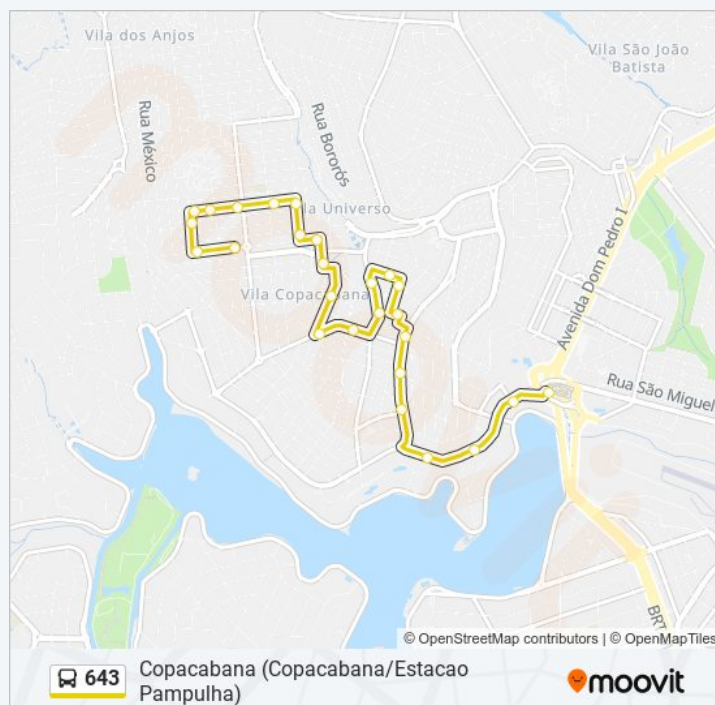 Vila dos Anjos
Vila São João
Batista
Rua México
Rua Bororós
la Universo
Avenida Dom Pedro I
Vila Copacabana
Rua São Miguel
BRT
© OpenStreetMap contributors | © OpenMapTiles
643
Copacabana (Copacabana/Estacao
Pampulha)
moovit